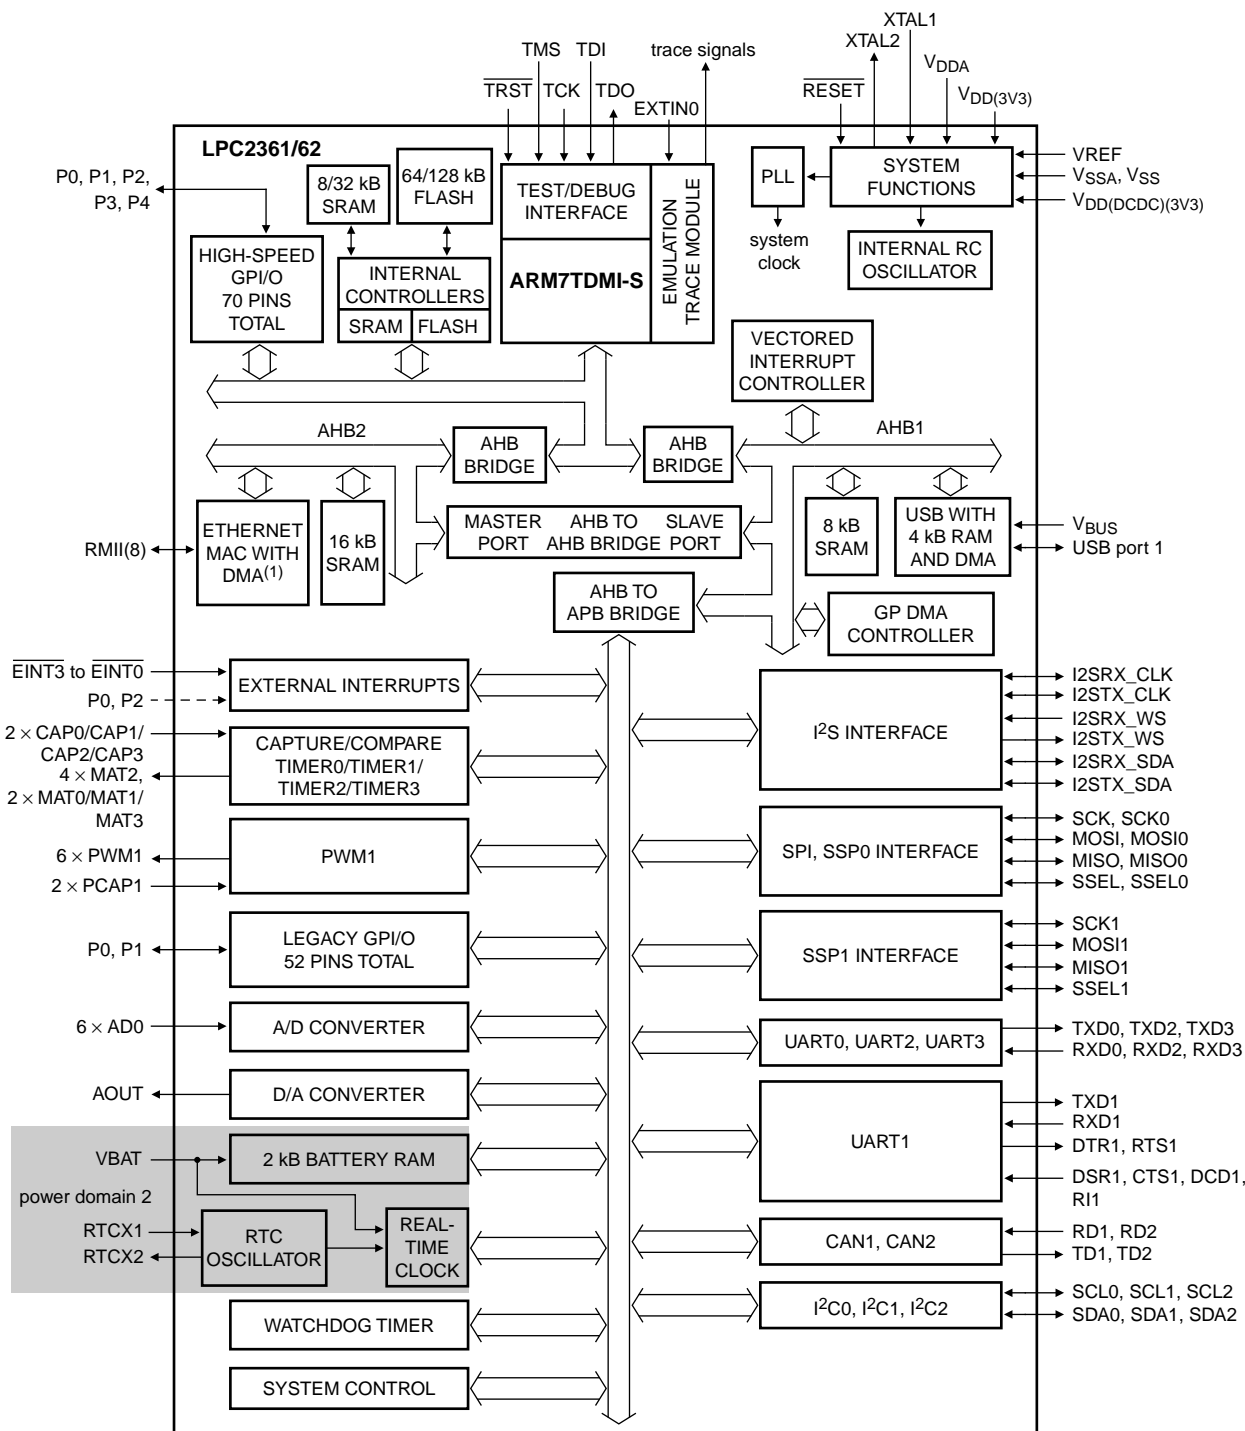 XTAL1
XTAL2
VDDA
VDD(3V3)
TMS TDI
trace signals
TRST TCK TDO
EXTIN0
RESET
LPC2361/62
P0, P1, P2,
P3, P4
8/32 kB
SRAM
64/128 kB
FLASH
TEST/DEBUG
INTERFACE
EMULATION
TRACE MODULE
PLL
SYSTEM
FUNCTIONS
VREF
VSSA, VSS
VDD(DCDC)(3V3)
system
clock
INTERNAL RC
OSCILLATOR
HIGH-SPEED
GPI/O
70 PINS
TOTAL
INTERNAL
CONTROLLERS
SRAM FLASH
ARM7TDMI-S
VECTORED
INTERRUPT
CONTROLLER
AHB2
AHB
BRIDGE
AHB
BRIDGE
AHB1
RMII(8)
ETHERNET
MAC WITH
DMA(1)
16 kB
SRAM
MASTER
PORT
AHB TO
AHB BRIDGE
SLAVE
PORT
8 kB
SRAM
USB WITH
4 kB RAM
AND DMA
VBUS
USB port 1
AHB TO
APB BRIDGE
GP DMA
CONTROLLER
EINT3 to EINT0
P0, P2
EXTERNAL INTERRUPTS
I2S INTERFACE
I2SRX_CLK
I2STX_CLK
I2SRX_WS
I2STX_WS
I2SRX_SDA
I2STX_SDA
2 × CAP0/CAP1/
CAP2/CAP3
4 × MAT2,
2 × MAT0/MAT1/
MAT3
CAPTURE/COMPARE
TIMER0/TIMER1/
TIMER2/TIMER3
6 × PWM1
2 × PCAP1
PWM1
SPI, SSP0 INTERFACE
SCK, SCK0
MOSI, MOSI0
MISO, MISO0
SSEL, SSEL0
P0, P1
LEGACY GPI/O
52 PINS TOTAL
SSP1 INTERFACE
SCK1
MOSI1
MISO1
SSEL1
6 × AD0
A/D CONVERTER
UART0, UART2, UART3
TXD0, TXD2, TXD3
RXD0, RXD2, RXD3
AOUT
D/A CONVERTER
UART1
TXD1
RXD1
DTR1, RTS1
DSR1, CTS1, DCD1,
RI1
VBAT
2 kB BATTERY RAM
power domain 2
RTCX1
RTCX2
RTC
OSCILLATOR
REAL-
TIME
CLOCK
CAN1, CAN2
RD1, RD2
TD1, TD2
I2C0, I2C1, I2C2
SCL0, SCL1, SCL2
SDA0, SDA1, SDA2
WATCHDOG TIMER
SYSTEM CONTROL